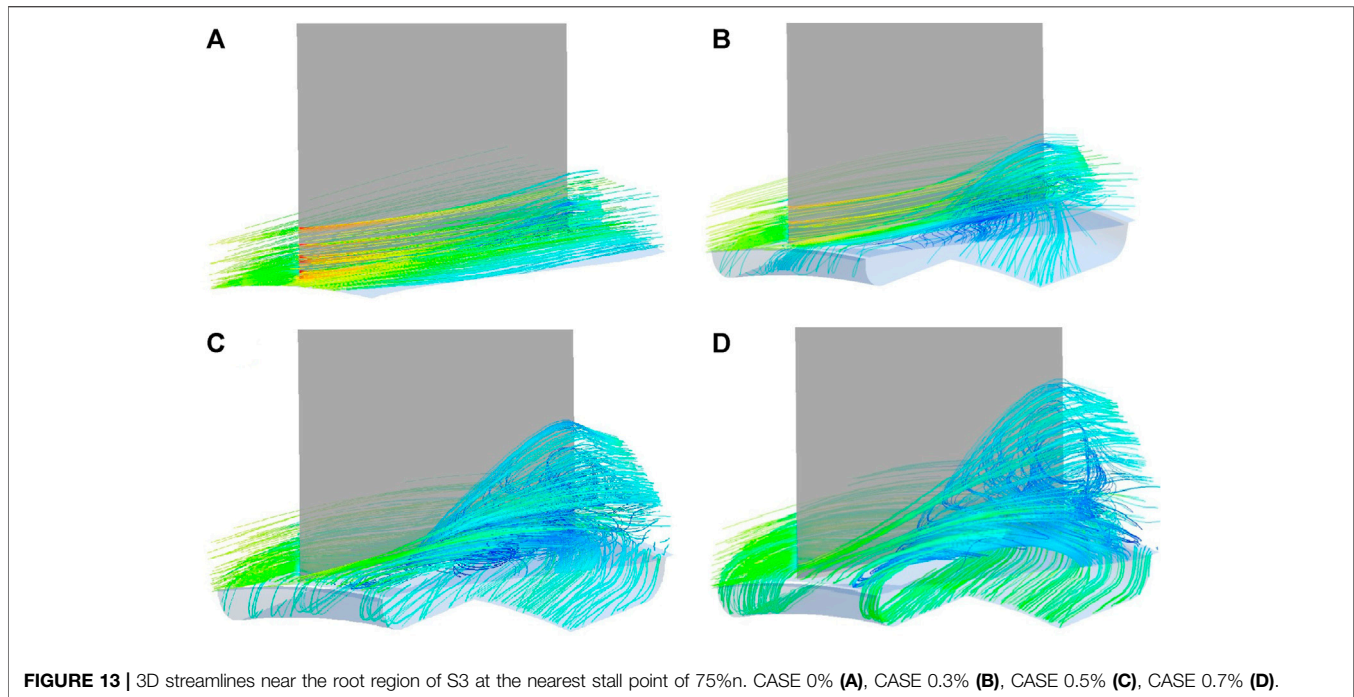 A
B
C
D
FIGURE 13 | 3D streamlines near the root region of S3 at the nearest stall point of 75%n. CASE 0% (A), CASE 0.3% (B), CASE 0.5% (C), CASE 0.7% (D).